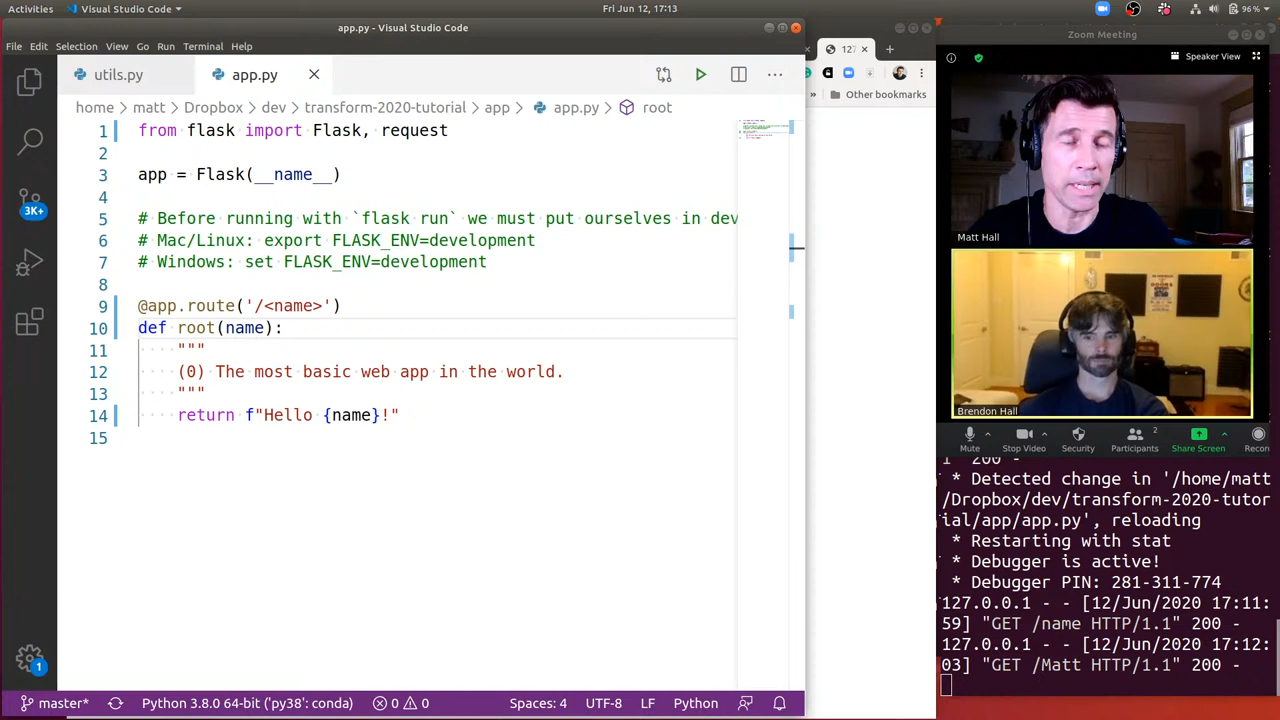 Activities
Visual Studio Code
Fri Jun 12, 17:13
96%
app.py - Visual Studio Code
File Edit Selection View Go Run Terminal Help
utils.py
app.py
home > matt > Dropbox > dev > transform-2020-tutorial > app > app.py > root
1 from flask import Flask, request
2
3 app = Flask(__name__)
4
5 # Before running with `flask run` we must put ourselves in dev
6 # Mac/Linux: export FLASK_ENV=development
7 # Windows: set FLASK_ENV=development
8
9 @app.route('/<name>')
10 def root(name):
11 """
12 (0) The most basic web app in the world.
13 """
14 return f"Hello {name}!"
15
3K+
1
master*
Python 3.8.0 64-bit ('py38': conda)
0 0
Spaces: 4
UTF-8
LF
Python
127
» Other bookmarks
Zoom Meeting
Speaker View
Matt Hall
Brendon Hall
Mute
Stop Video
Security
2
Participants
Share Screen
Recor
1" 200 -
* Detected change in '/home/matt
/Dropbox/dev/transform-2020-tutor
ial/app/app.py', reloading
* Restarting with stat
* Debugger is active!
* Debugger PIN: 281-311-774
127.0.0.1 - - [12/Jun/2020 17:11:
59] "GET /name HTTP/1.1" 200 -
127.0.0.1 - - [12/Jun/2020 17:12:
03] "GET /Matt HTTP/1.1" 200 -